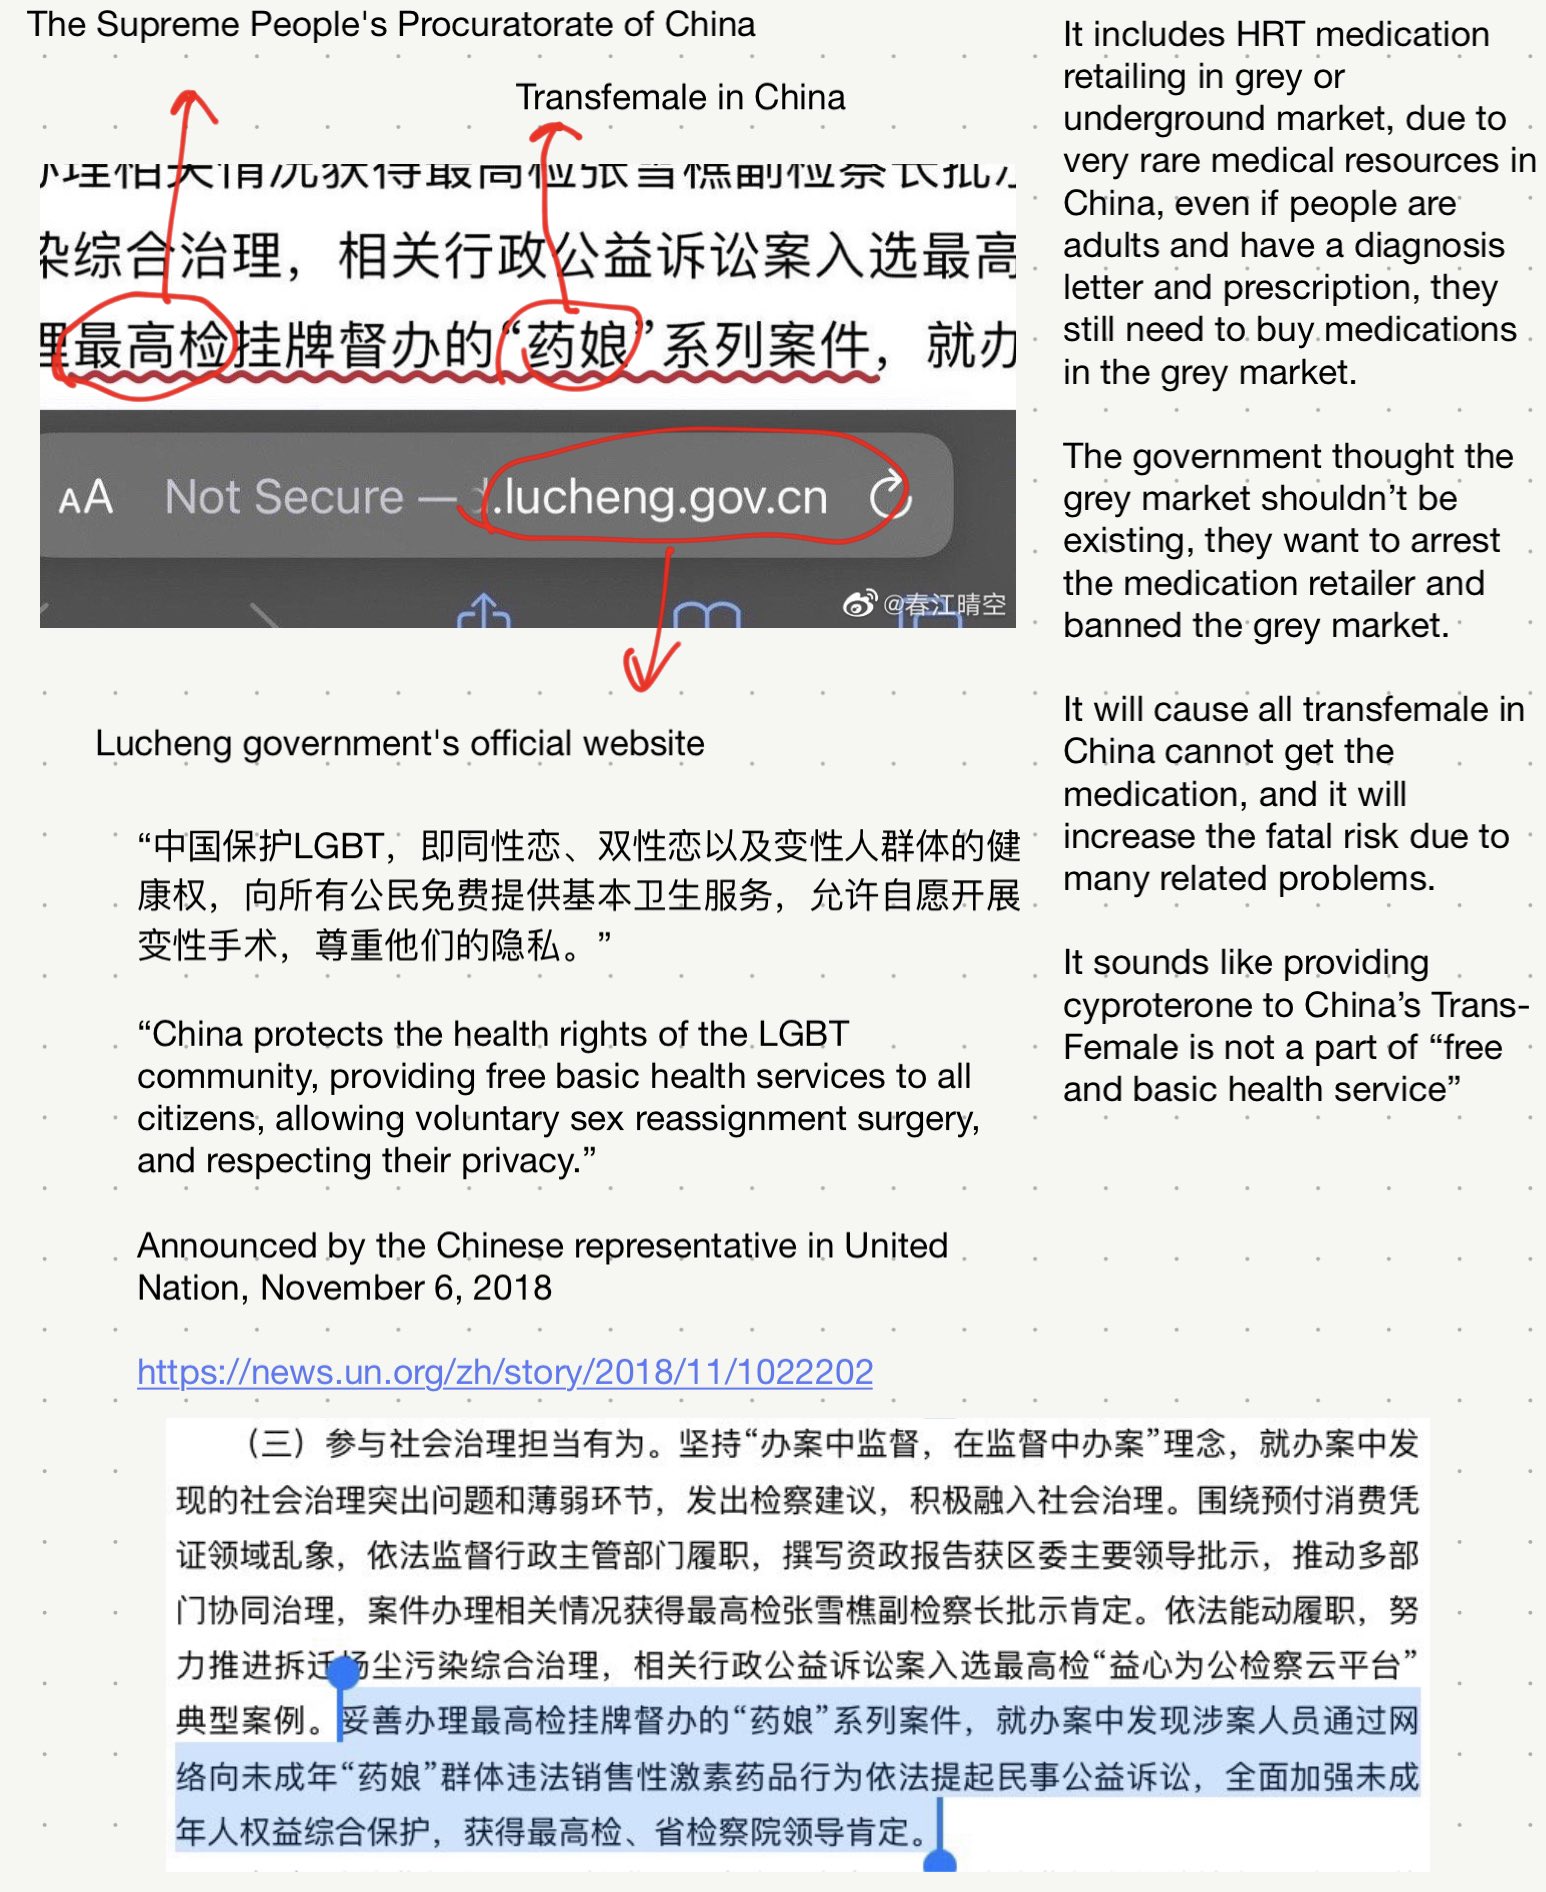 The Supreme People's Procuratorate of China
Transfemale in China
办理相关情况获得最高检张雪樵副检察长批示
染综合治理，相关行政公益诉讼案入选最高
理最高检挂牌督办的“药娘”系列案件，就办
AA Not Secure — .lucheng.gov.cn
@春江晴空
Lucheng government's official website
“中国保护LGBT，即同性恋、双性恋以及变性人群体的健
康权，向所有公民免费提供基本卫生服务，允许自愿开展
变性手术，尊重他们的隐私。”
“China protects the health rights of the LGBT
community, providing free basic health services to all
citizens, allowing voluntary sex reassignment surgery,
and respecting their privacy.”
Announced by the Chinese representative in United
Nation, November 6, 2018
https://news.un.org/zh/story/2018/11/1022202
It includes HRT medication
retailing in grey or
underground market, due to
very rare medical resources in
China, even if people are
adults and have a diagnosis
letter and prescription, they
still need to buy medications
in the grey market.
The government thought the
grey market shouldn’t be
existing, they want to arrest
the medication retailer and
banned the grey market.
It will cause all transfemale in
China cannot get the
medication, and it will
increase the fatal risk due to
many related problems.
It sounds like providing
cyproterone to China’s Trans-
Female is not a part of “free
and basic health service”
（三）参与社会治理担当有为。坚持“办案中监督，在监督中办案”理念，就办案中发
现的社会治理突出问题和薄弱环节，发出检察建议，积极融入社会治理。围绕预付消费凭
证领域乱象，依法监督行政主管部门履职，撰写资政报告获区委主要领导批示，推动多部
门协同治理，案件办理相关情况获得最高检张雪樵副检察长批示肯定。依法能动履职，努
力推进拆迁扬尘污染综合治理，相关行政公益诉讼案入选最高检“益心为公检察云平台”
典型案例。妥善办理最高检挂牌督办的“药娘”系列案件，就办案中发现涉案人员通过网
络向未成年“药娘”群体违法销售性激素药品行为依法提起民事公益诉讼，全面加强未成
年人权益综合保护，获得最高检、省检察院领导肯定。